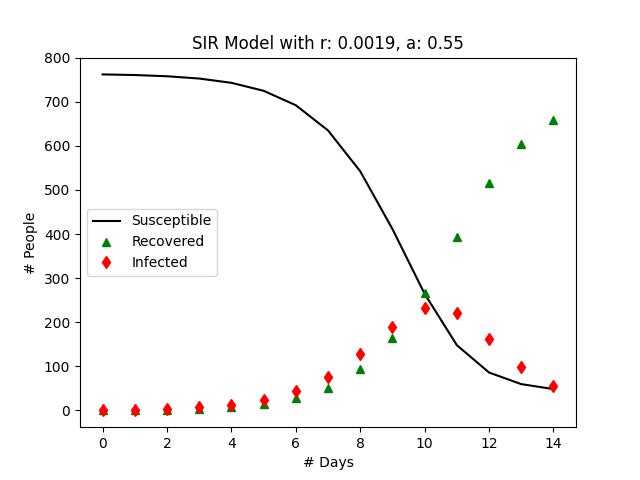 SIR Model with r: 0.0019, a: 0.55
800
700
600
500
400
300
200
100
0
# People
Susceptible
Recovered
Infected
0 2 4 6 8 10 12 14
# Days